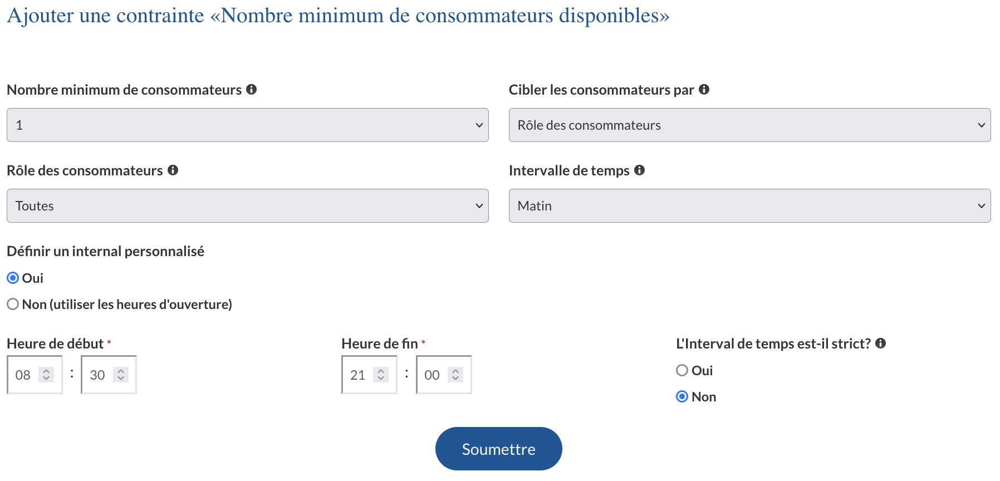 Ajouter une contrainte «Nombre minimum de consommateurs disponibles»
Nombre minimum de consommateurs
Cibler les consommateurs par
1
Rôle des consommateurs
Rôle des consommateurs
Intervalle de temps
Toutes
Matin
Définir un internal personnalisé
Oui
Non (utiliser les heures d'ouverture)
Heure de début *
Heure de fin *
L'Interval de temps est-il strict?
08 : 30
21 : 00
Oui
Non
Soumettre